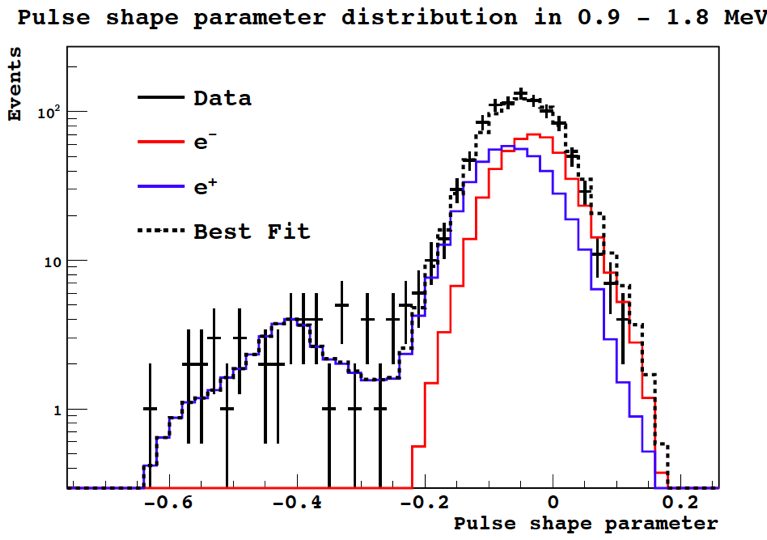 Pulse shape parameter distribution in 0.9 – 1.8 MeV
Events
10²
10
1
Data
e⁻
e⁺
Best Fit
−0.6 −0.4 −0.2 0 0.2
Pulse shape parameter